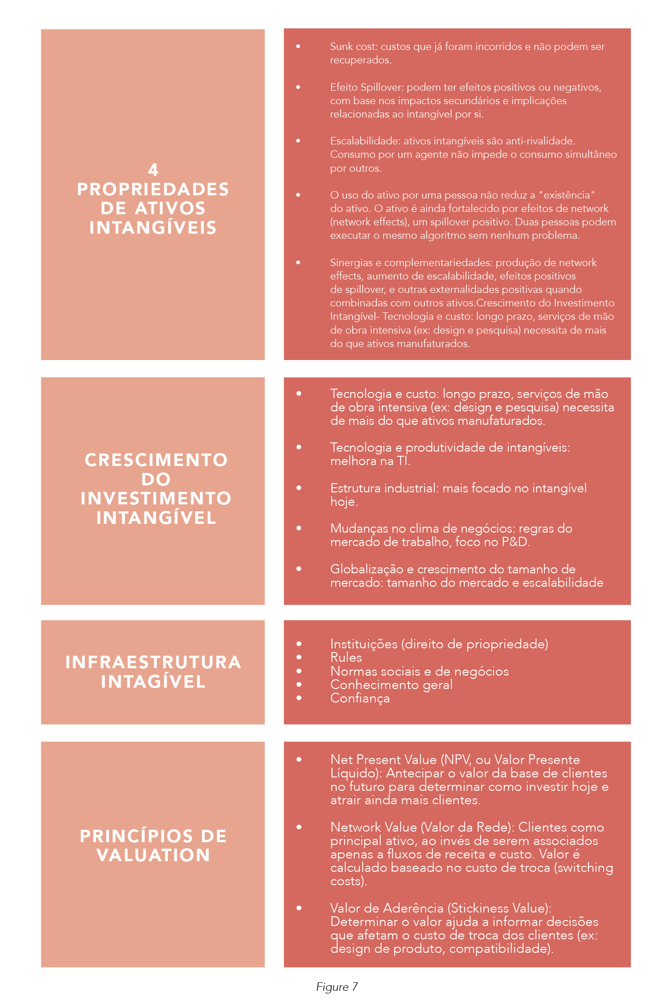 4
PROPRIEDADES
DE ATIVOS
INTANGÍVEIS
• Sunk cost: custos que já foram incorridos e não podem ser
recuperados.
• Efeito Spillover: podem ter efeitos positivos ou negativos,
com base nos impactos secundários e implicações
relacionadas ao intangível por si.
• Escalabilidade: ativos intangíveis são anti-rivalidade.
Consumo por um agente não impede o consumo simultâneo
por outros.
• O uso do ativo por uma pessoa não reduz a "existência"
do ativo. O ativo é ainda fortalecido por efeitos de network
(network effects), um spillover positivo. Duas pessoas podem
executar o mesmo algoritmo sem nenhum problema.
• Sinergias e complementariedades: produção de network
effects, aumento de escalabilidade, efeitos positivos
de spillover, e outras externalidades positivas quando
combinadas com outros ativos.Crescimento do Investimento
Intangível- Tecnologia e custo: longo prazo, serviços de mão
de obra intensiva (ex: design e pesquisa) necessita de mais
do que ativos manufaturados.
CRESCIMENTO
DO
INVESTIMENTO
INTANGÍVEL
• Tecnologia e custo: longo prazo, serviços de mão
de obra intensiva (ex: design e pesquisa) necessita
de mais do que ativos manufaturados.
• Tecnologia e produtividade de intangíveis:
melhora na TI.
• Estrutura industrial: mais focado no intangível
hoje.
• Mudanças no clima de negócios: regras do
mercado de trabalho, foco no P&D.
• Globalização e crescimento do tamanho de
mercado: tamanho do mercado e escalabilidade
INFRAESTRUTURA
INTAGÍVEL
• Instituições (direito de priopriedade)
• Rules
• Normas sociais e de negócios
• Conhecimento geral
• Confiança
PRINCÍPIOS DE
VALUATION
• Net Present Value (NPV, ou Valor Presente
Líquido): Antecipar o valor da base de clientes
no futuro para determinar como investir hoje e
atrair ainda mais clientes.
• Network Value (Valor da Rede): Clientes como
principal ativo, ao invés de serem associados
apenas a fluxos de receita e custo. Valor é
calculado baseado no custo de troca (switching
costs).
• Valor de Aderência (Stickiness Value):
Determinar o valor ajuda a informar decisões
que afetam o custo de troca dos clientes (ex:
design de produto, compatibilidade).
Figure 7